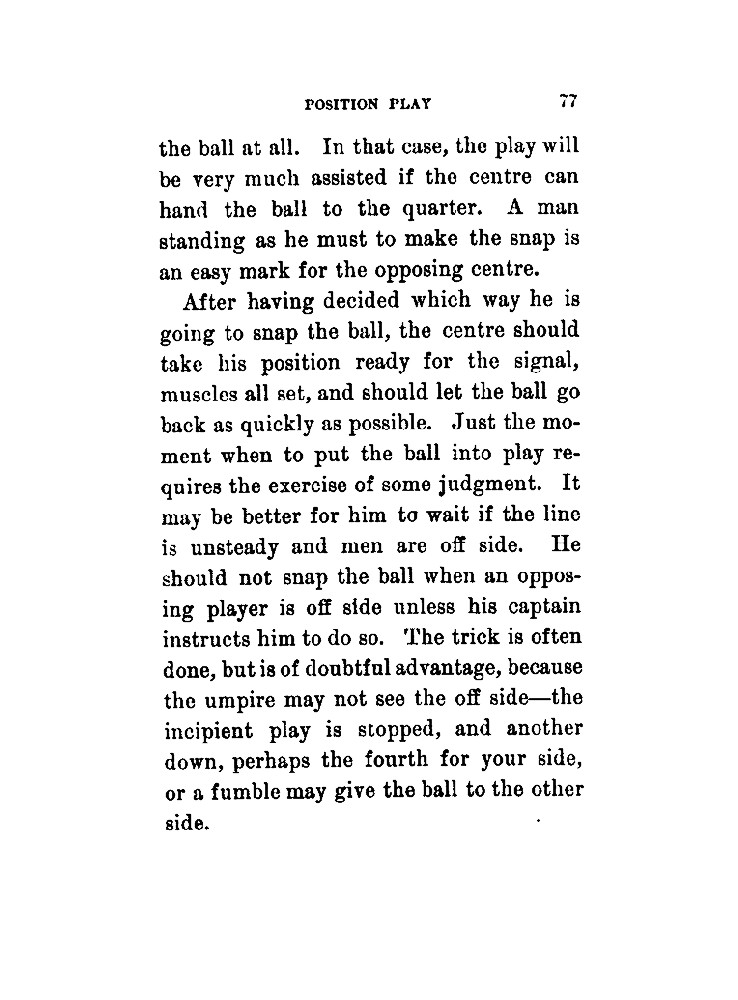 POSITION PLAY 77
the ball at all. In that case, the play will
be very much assisted if the centre can
hand the ball to the quarter. A man
standing as he must to make the snap is
an easy mark for the opposing centre.
After having decided which way he is
going to snap the ball, the centre should
take his position ready for the signal,
muscles all set, and should let the ball go
back as quickly as possible. Just the mo-
ment when to put the ball into play re-
quires the exercise of some judgment. It
may be better for him to wait if the line
is unsteady and men are off side. He
should not snap the ball when an oppos-
ing player is off side unless his captain
instructs him to do so. The trick is often
done, but is of doubtful advantage, because
the umpire may not see the off side—the
incipient play is stopped, and another
down, perhaps the fourth for your side,
or a fumble may give the ball to the other
side.